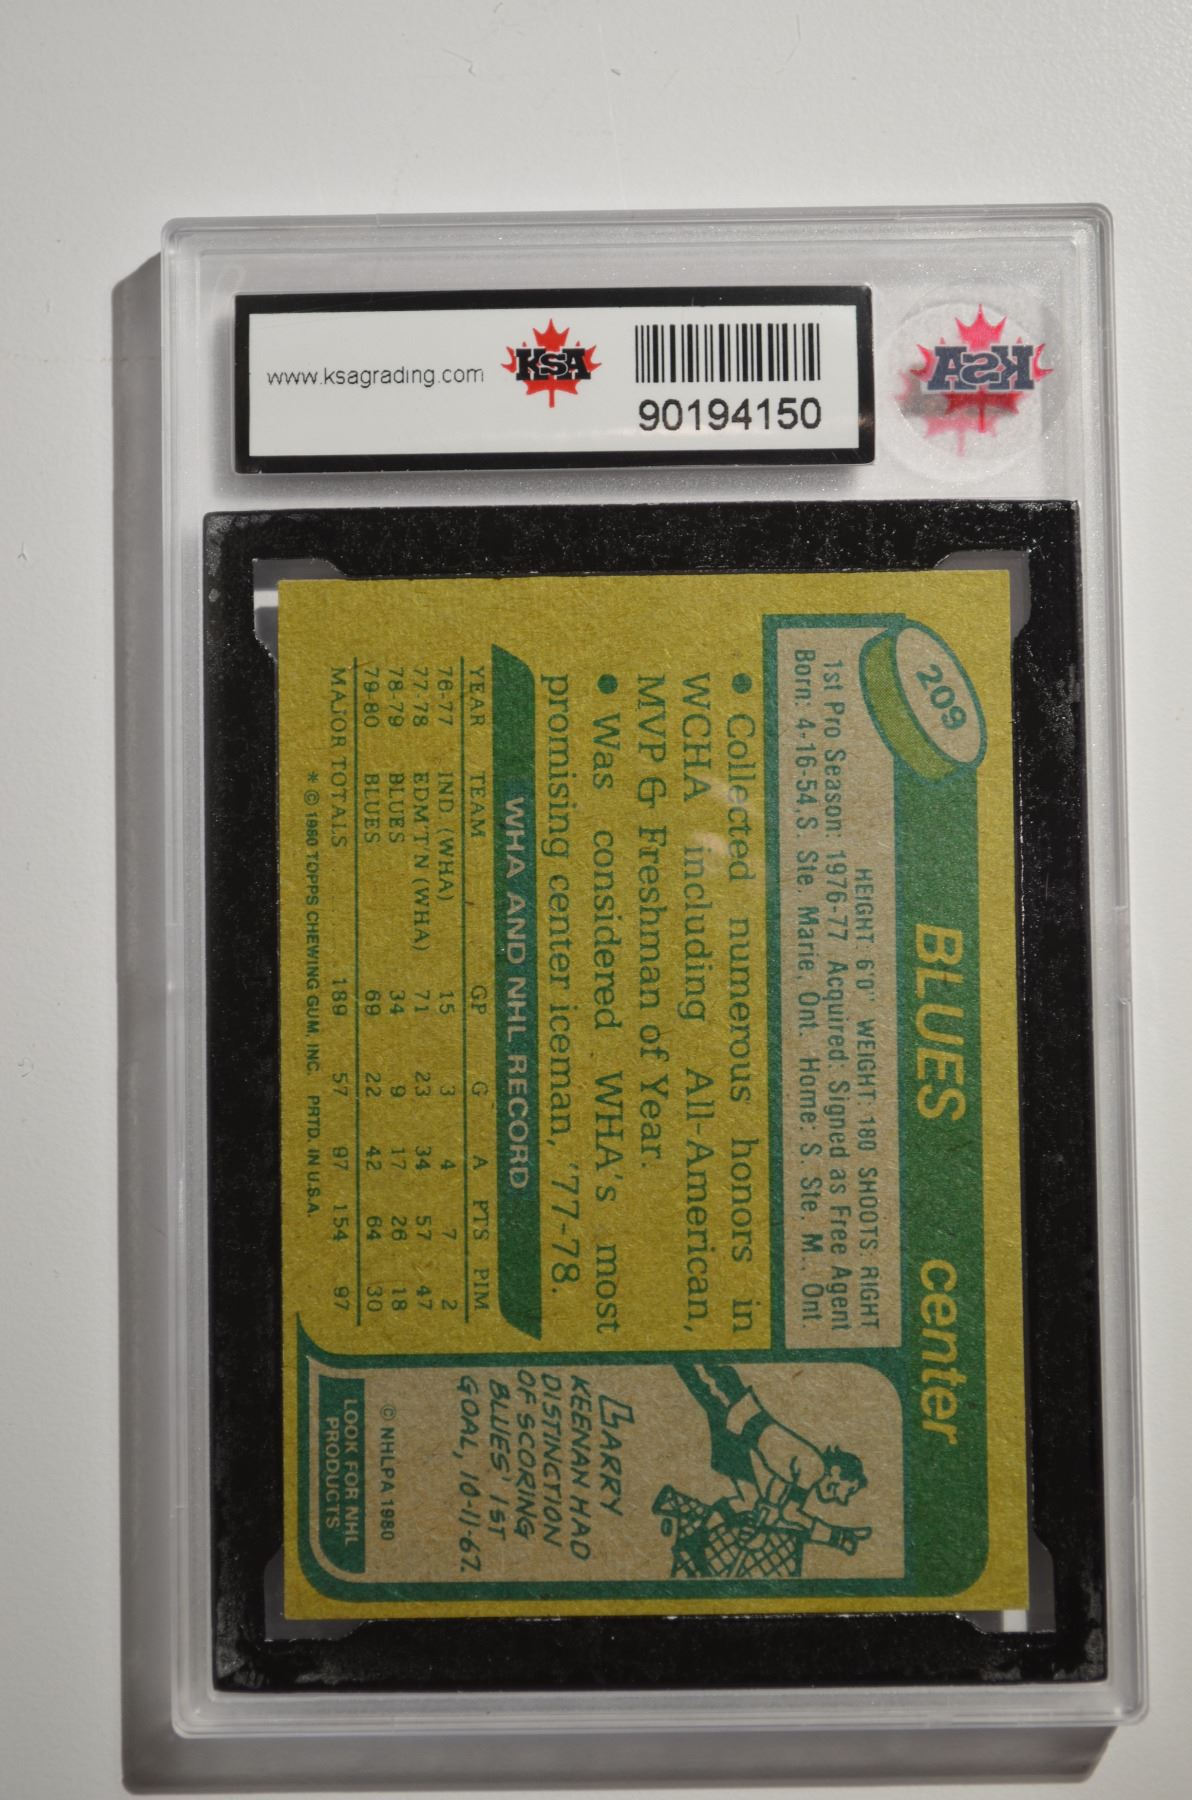 www.ksagrading.com
KSA
90194150
KSA
209
BLUES center
HEIGHT: 6'0" WEIGHT: 180 SHOOTS: RIGHT
1st Pro Season: 1976-77 Acquired: Signed as Free Agent
Born: 4-16-54, S. Ste. Marie, Ont. Home: S. Ste. M., Ont.
● Collected numerous honors in
WCHA including All-American,
MVP & Freshman of Year.
● Was considered WHA's most
promising center iceman, '77-78.
WHA AND NHL RECORD
YEAR TEAM GP G A PTS PIM
76-77 IND. (WHA) 15 3 4 7 2
77-78 EDM'T'N (WHA) 71 23 34 57 47
78-79 BLUES 34 9 17 26 18
79-80 BLUES 69 22 42 64 30
MAJOR TOTALS 189 57 97 154 97
* © 1980 TOPPS CHEWING GUM, INC. PRTD. IN U.S.A.
LARRY
KEENAN HAD
DISTINCTION
OF SCORING
BLUES' 1ST
GOAL, 10-11-67.
© NHLPA 1980
LOOK FOR NHL
PRODUCTS